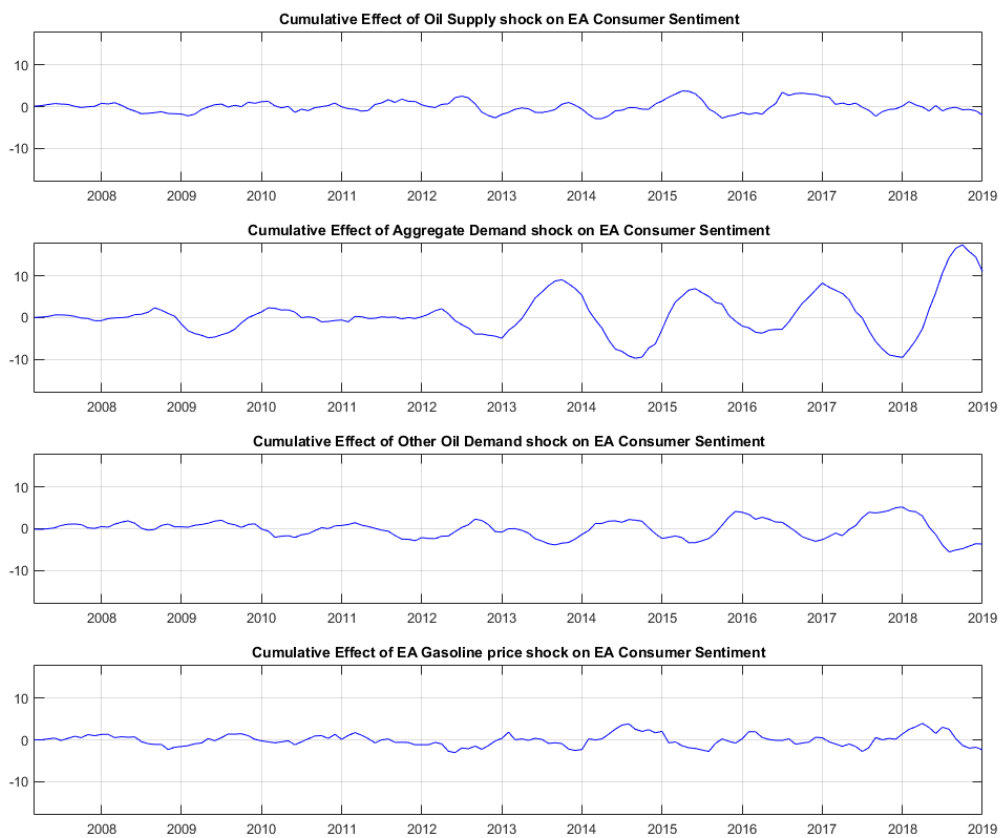 Cumulative Effect of Oil Supply shock on EA Consumer Sentiment
10
0
-10
2008 2009 2010 2011 2012 2013 2014 2015 2016 2017 2018 2019
Cumulative Effect of Aggregate Demand shock on EA Consumer Sentiment
10
0
-10
2008 2009 2010 2011 2012 2013 2014 2015 2016 2017 2018 2019
Cumulative Effect of Other Oil Demand shock on EA Consumer Sentiment
10
0
-10
2008 2009 2010 2011 2012 2013 2014 2015 2016 2017 2018 2019
Cumulative Effect of EA Gasoline price shock on EA Consumer Sentiment
10
0
-10
2008 2009 2010 2011 2012 2013 2014 2015 2016 2017 2018 2019